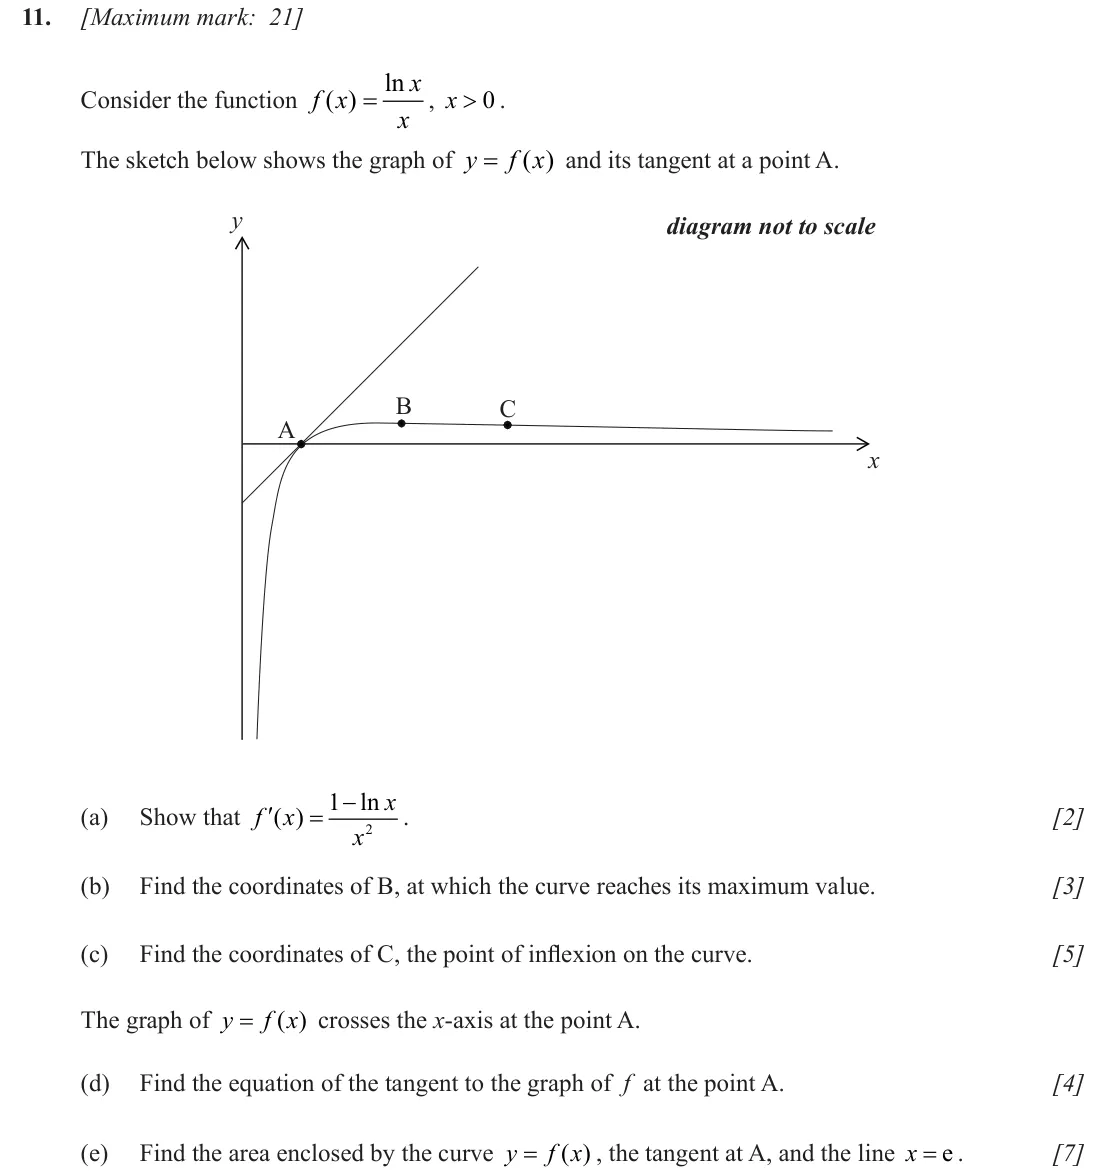 11. [Maximum mark: 21]
Consider the function f(x) = ln x / x, x > 0.
The sketch below shows the graph of y = f(x) and its tangent at a point A.
y
diagram not to scale
B
C
A
x
(a) Show that f′(x) = (1 − ln x) / x². [2]
(b) Find the coordinates of B, at which the curve reaches its maximum value. [3]
(c) Find the coordinates of C, the point of inflexion on the curve. [5]
The graph of y = f(x) crosses the x-axis at the point A.
(d) Find the equation of the tangent to the graph of f at the point A. [4]
(e) Find the area enclosed by the curve y = f(x), the tangent at A, and the line x = e. [7]